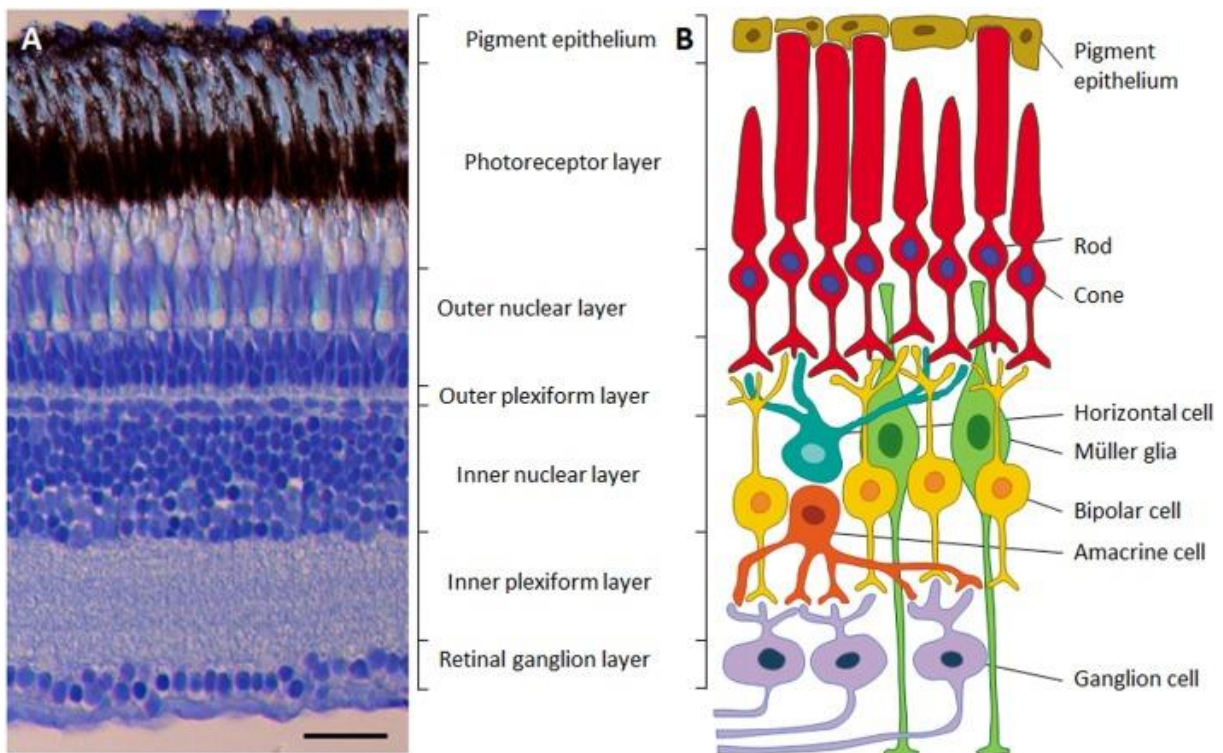 A
Pigment epithelium
Photoreceptor layer
Outer nuclear layer
Outer plexiform layer
Inner nuclear layer
Inner plexiform layer
Retinal ganglion layer
B
Pigment
epithelium
Rod
Cone
Horizontal cell
Müller glia
Bipolar cell
Amacrine cell
Ganglion cell